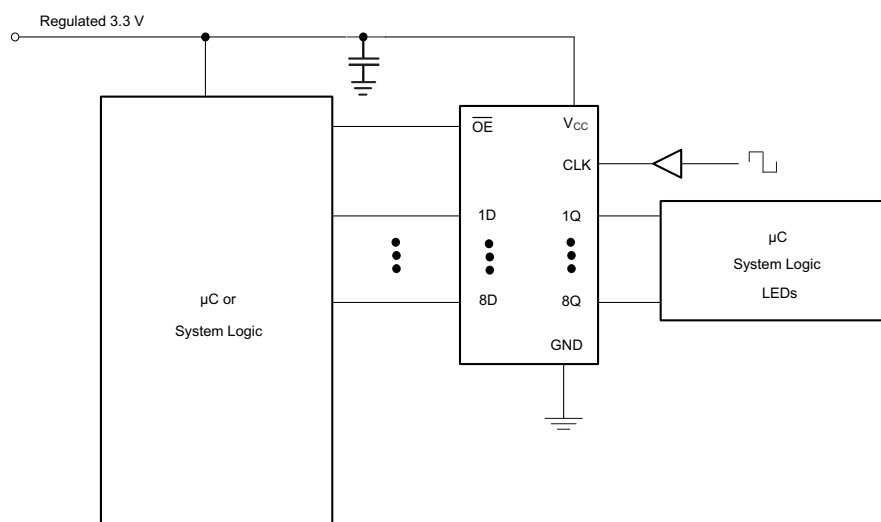 Regulated 3.3 V
OE
VCC
CLK
1D
1Q
µC
System Logic
LEDs
µC or
System Logic
8D
8Q
GND